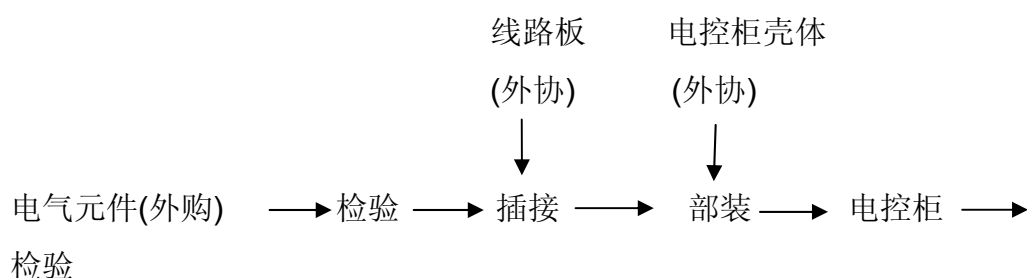 线路板 电控柜壳体
(外协) (外协)
电气元件(外购) 检验 插接 部装 电控柜
检验